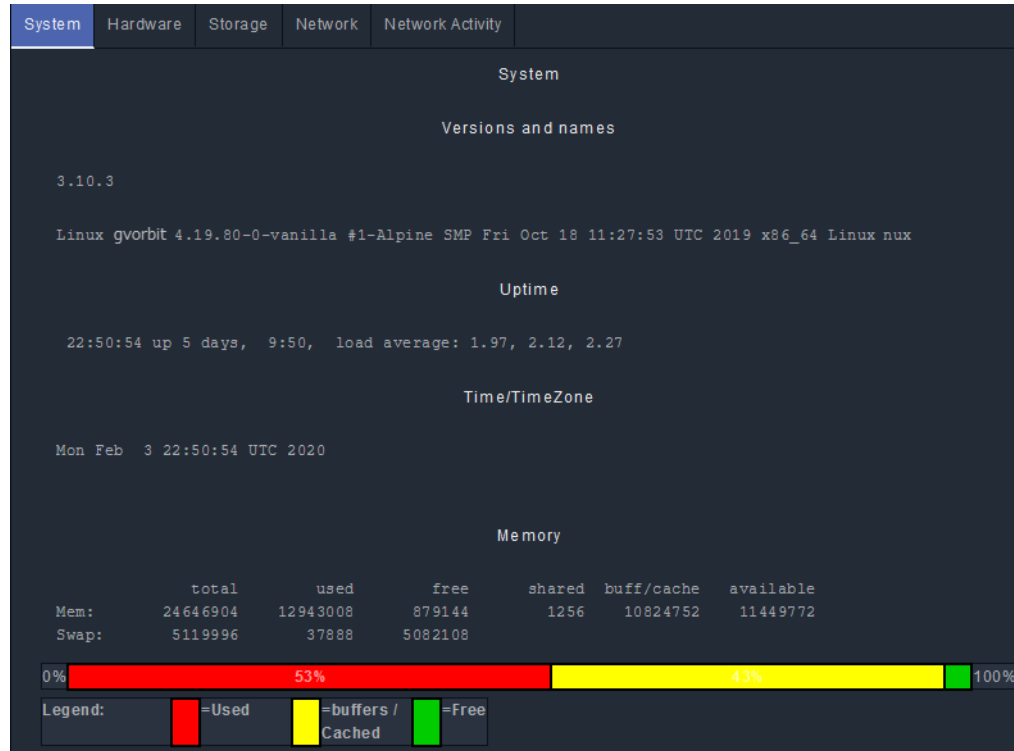 System Hardware Storage Network Network Activity
System
Versions and names
3.10.3
Linux gvorbit 4.19.80-0-vanilla #1-Alpine SMP Fri Oct 18 11:27:53 UTC 2019 x86_64 Linux nux
Uptime
22:50:54 up 5 days, 9:50, load average: 1.97, 2.12, 2.27
Time/TimeZone
Mon Feb 3 22:50:54 UTC 2020
Memory
total used free shared buff/cache available
Mem: 24646904 12943008 879144 1256 10824752 11449772
Swap: 5119996 37888 5082108
0% 53% 43% 100%
Legend: =Used =buffers / =Free
Cached